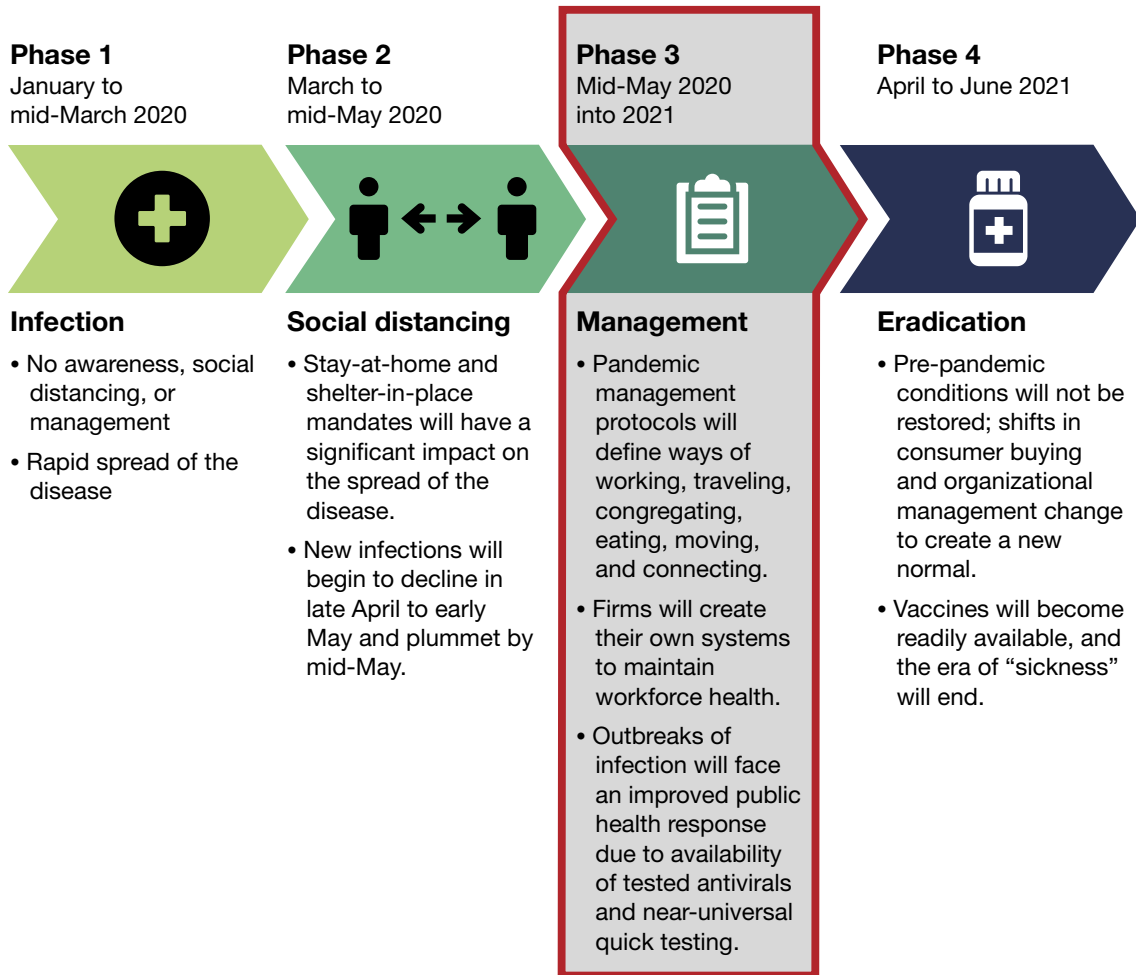 Phase 1
January to
mid-March 2020
Phase 2
March to
mid-May 2020
Phase 3
Mid-May 2020
into 2021
Phase 4
April to June 2021
Infection
• No awareness, social
distancing, or
management
• Rapid spread of the
disease
Social distancing
• Stay-at-home and
shelter-in-place
mandates will have a
significant impact on
the spread of the
disease.
• New infections will
begin to decline in
late April to early
May and plummet by
mid-May.
Management
• Pandemic
management
protocols will
define ways of
working, traveling,
congregating,
eating, moving,
and connecting.
• Firms will create
their own systems
to maintain
workforce health.
• Outbreaks of
infection will face
an improved public
health response
due to availability
of tested antivirals
and near-universal
quick testing.
Eradication
• Pre-pandemic
conditions will not be
restored; shifts in
consumer buying
and organizational
management change
to create a new
normal.
• Vaccines will become
readily available, and
the era of “sickness”
will end.